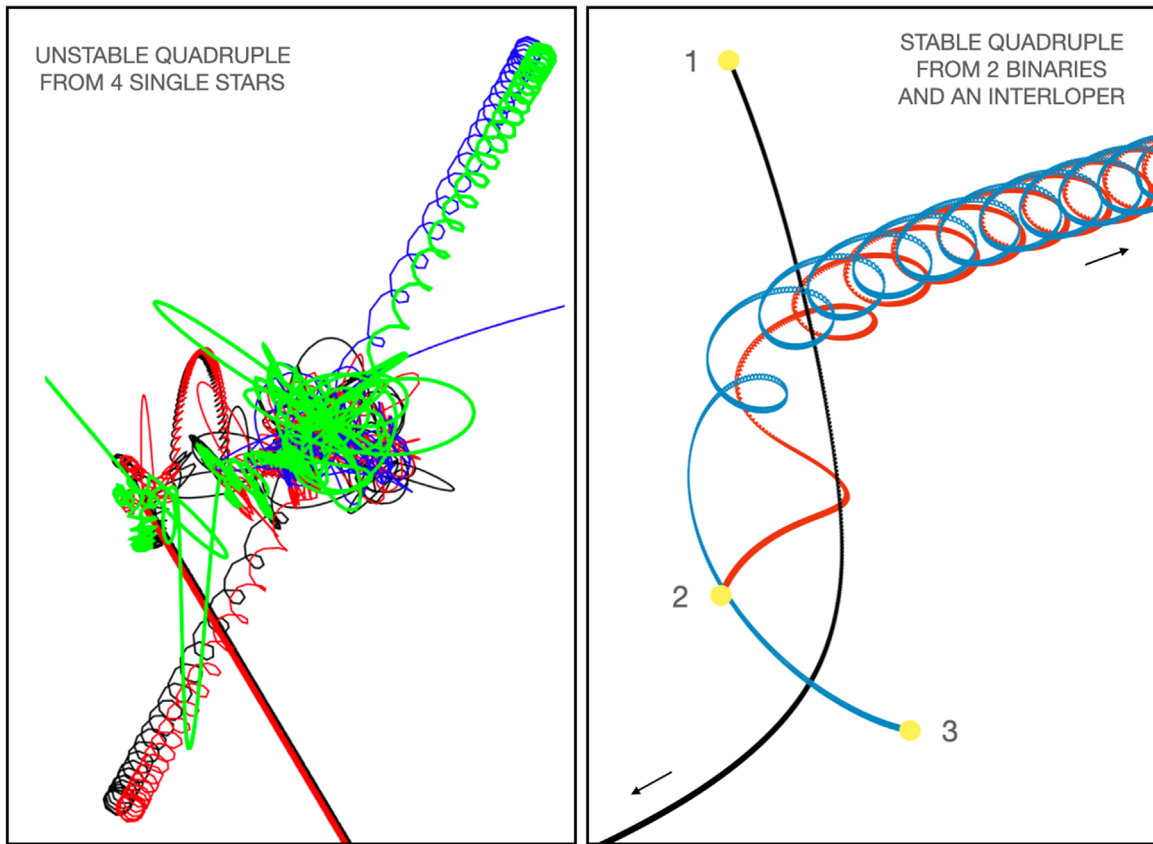 UNSTABLE QUADRUPLE
FROM 4 SINGLE STARS
STABLE QUADRUPLE
FROM 2 BINARIES
AND AN INTERLOPER
1
2
3